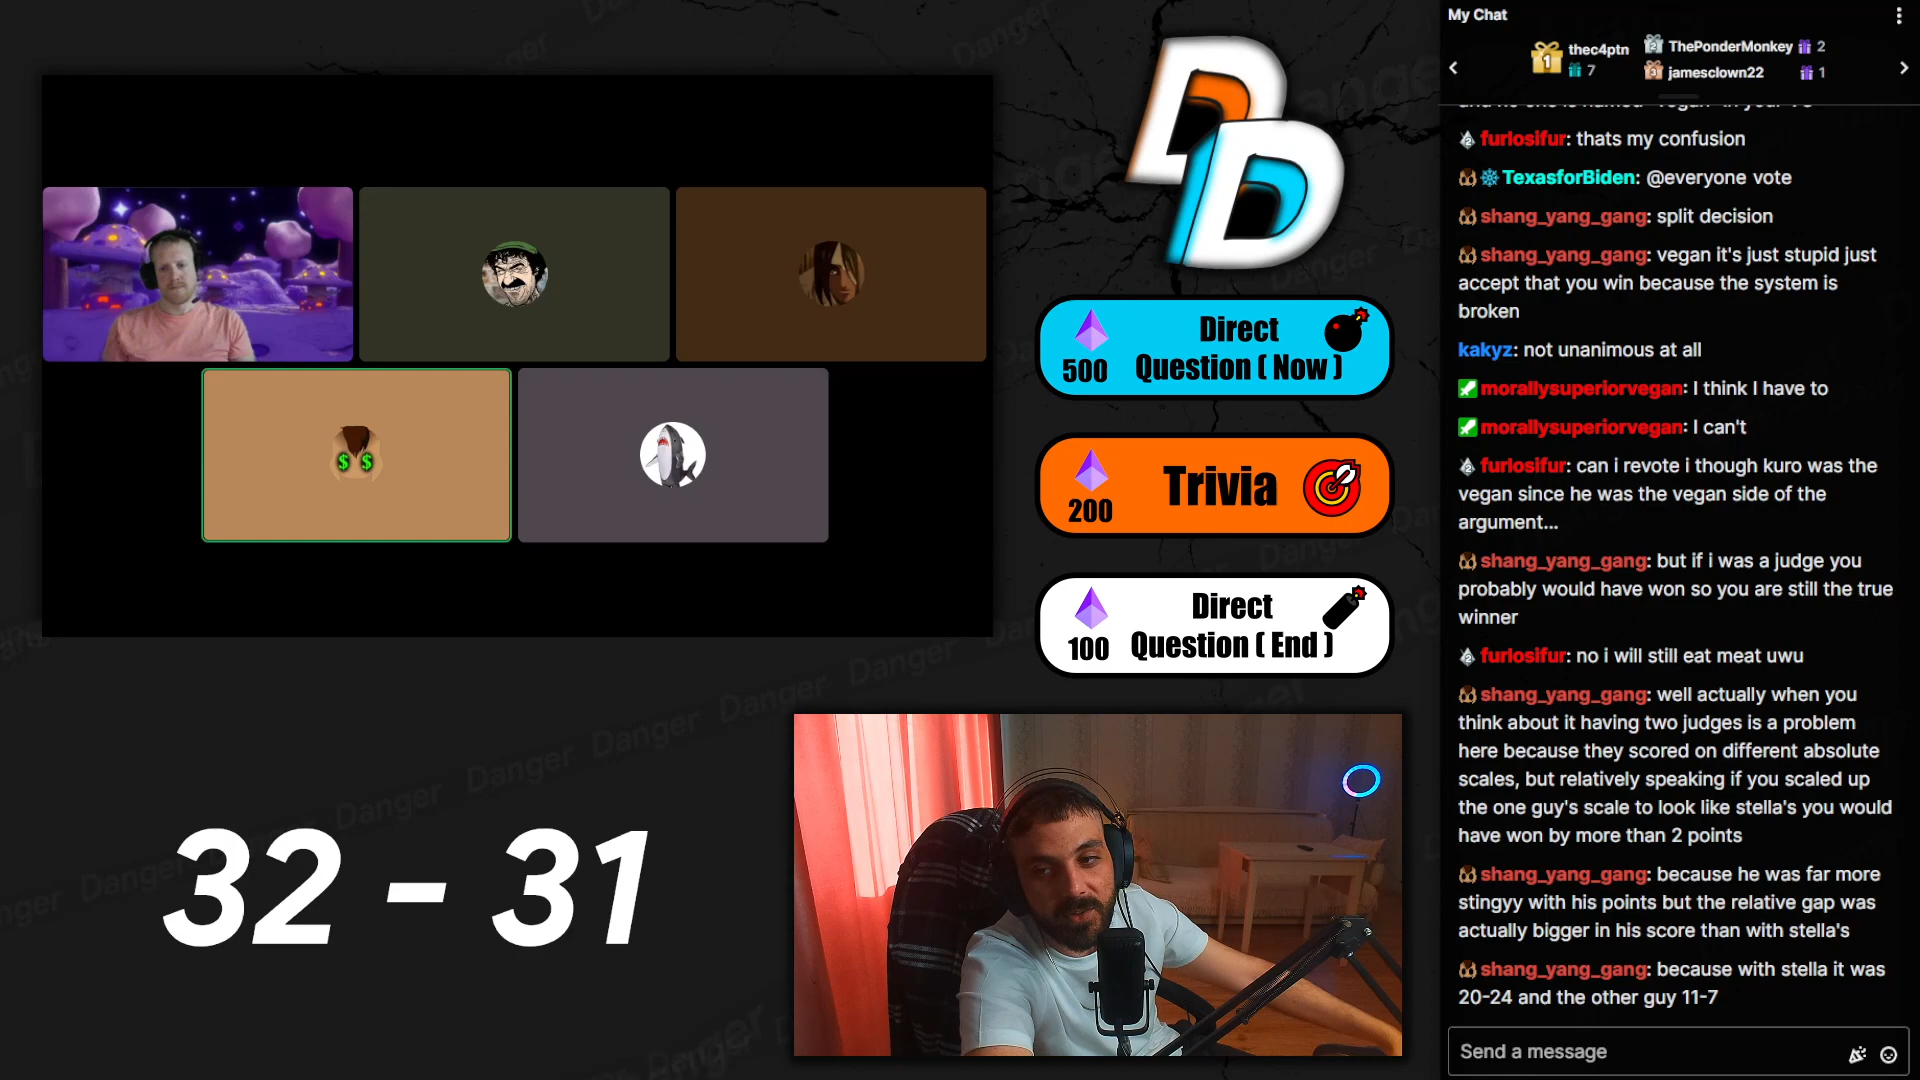 My Chat
1 thec4ptn
7
2 ThePonderMonkey 2
3 jamesclown22 1
furlosifur: thats my confusion
TexasforBiden: @everyone vote
shang_yang_gang: split decision
shang_yang_gang: vegan it's just stupid just
accept that you win because the system is
broken
kakyz: not unanimous at all
morallysuperiorvegan: I think I have to
morallysuperiorvegan: I can't
furlosifur: can i revote i though kuro was the
vegan since he was the vegan side of the
argument...
shang_yang_gang: but if i was a judge you
probably would have won so you are still the true
winner
furlosifur: no i will still eat meat uwu
shang_yang_gang: well actually when you
think about it having two judges is a problem
here because they scored on different absolute
scales, but relatively speaking if you scaled up
the one guy's scale to look like stella's you would
have won by more than 2 points
shang_yang_gang: because he was far more
stingyy with his points but the relative gap was
actually bigger in his score than with stella's
shang_yang_gang: because with stella it was
20-24 and the other guy 11-7
Send a message
DD
500 Direct
Question ( Now )
200 Trivia
100 Direct
Question ( End )
$ $
32 - 31
Danger Danger Danger Danger Danger Danger